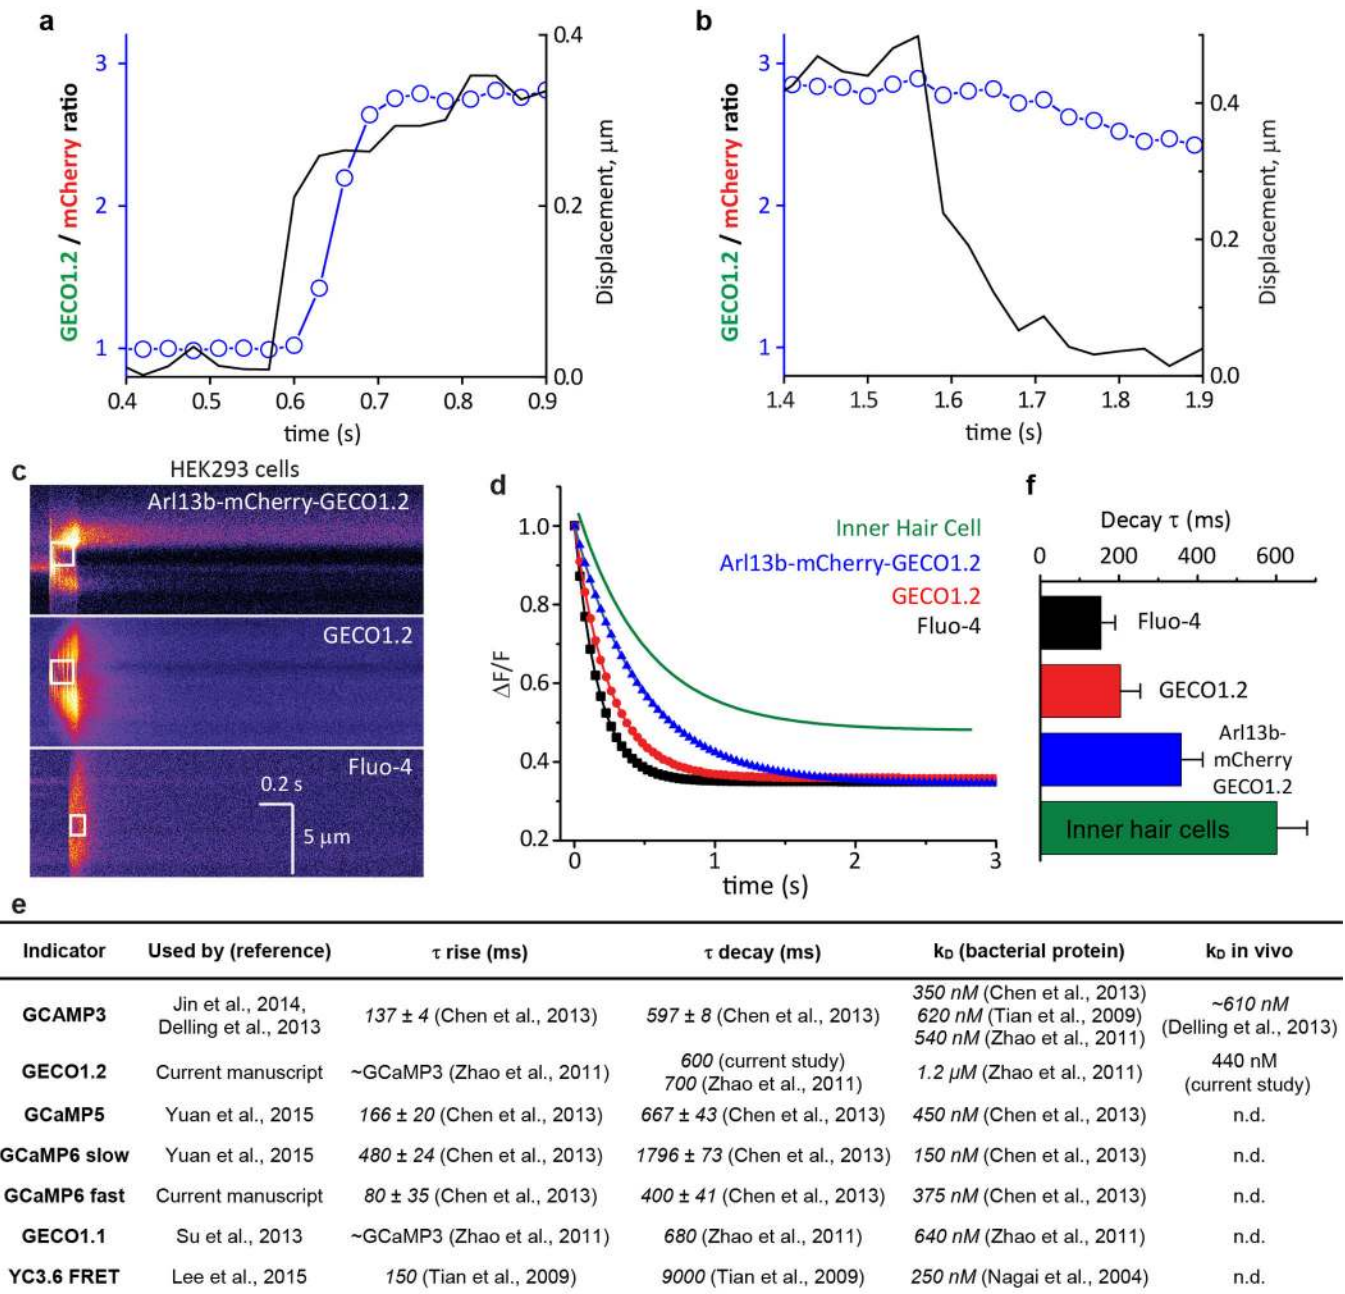 a
3
2
1
GECO1.2 / mCherry ratio
0.4
0.2
0.0
Displacement, µm
0.4 0.5 0.6 0.7 0.8 0.9
time (s)
b
3
2
1
GECO1.2 / mCherry ratio
0.4
0.2
0.0
Displacement, µm
1.4 1.5 1.6 1.7 1.8 1.9
time (s)
c
HEK293 cells
Arl13b-mCherry-GECO1.2
GECO1.2
Fluo-4
0.2 s
5 µm
d
1.0
0.8
0.6
0.4
0.2
ΔF/F
Inner Hair Cell
Arl13b-mCherry-GECO1.2
GECO1.2
Fluo-4
0 1 2 3
time (s)
f
Decay τ (ms)
0 200 400 600
Fluo-4
GECO1.2
Arl13b-
mCherry
GECO1.2
Inner hair cells
e
Indicator Used by (reference) τ rise (ms) τ decay (ms) kD (bacterial protein) kD in vivo
GCAMP3 Jin et al., 2014, Delling et al., 2013 137 ± 4 (Chen et al., 2013) 597 ± 8 (Chen et al., 2013) 350 nM (Chen et al., 2013) 620 nM (Tian et al., 2009) 540 nM (Zhao et al., 2011) ~610 nM (Delling et al., 2013)
GECO1.2 Current manuscript ~GCaMP3 (Zhao et al., 2011) 600 (current study) 700 (Zhao et al., 2011) 1.2 µM (Zhao et al., 2011) 440 nM (current study)
GCaMP5 Yuan et al., 2015 166 ± 20 (Chen et al., 2013) 667 ± 43 (Chen et al., 2013) 450 nM (Chen et al., 2013) n.d.
GCaMP6 slow Yuan et al., 2015 480 ± 24 (Chen et al., 2013) 1796 ± 73 (Chen et al., 2013) 150 nM (Chen et al., 2013) n.d.
GCaMP6 fast Current manuscript 80 ± 35 (Chen et al., 2013) 400 ± 41 (Chen et al., 2013) 375 nM (Chen et al., 2013) n.d.
GECO1.1 Su et al., 2013 ~GCaMP3 (Zhao et al., 2011) 680 (Zhao et al., 2011) 640 nM (Zhao et al., 2011) n.d.
YC3.6 FRET Lee et al., 2015 150 (Tian et al., 2009) 9000 (Tian et al., 2009) 250 nM (Nagai et al., 2004) n.d.